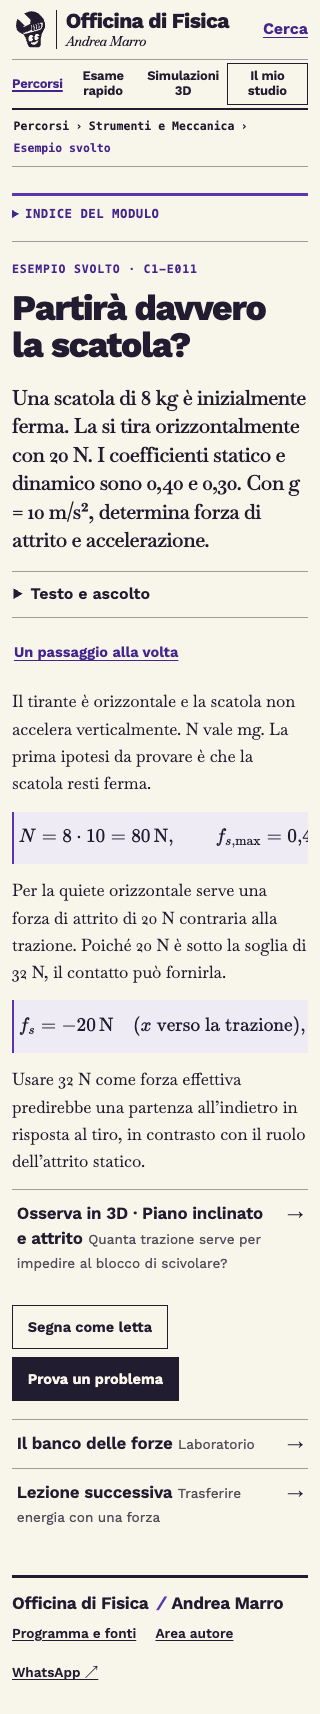 Officina di Fisica
Andrea Marro
Cerca
Percorsi
Esame rapido
Simulazioni 3D
Il mio studio
Percorsi › Strumenti e Meccanica ›
Esempio svolto
▶ INDICE DEL MODULO
ESEMPIO SVOLTO · C1–E011
Partirà davvero
la scatola?
Una scatola di 8 kg è inizialmente
ferma. La si tira orizzontalmente
con 20 N. I coefficienti statico e
dinamico sono 0,40 e 0,30. Con g
= 10 m/s², determina forza di
attrito e accelerazione.
▶ Testo e ascolto
Un passaggio alla volta
Il tirante è orizzontale e la scatola non
accelera verticalmente. N vale mg. La
prima ipotesi da provare è che la
scatola resti ferma.
N = 8 · 10 = 80 N, f_{s,max} = 0,4
Per la quiete orizzontale serve una
forza di attrito di 20 N contraria alla
trazione. Poiché 20 N è sotto la soglia di
32 N, il contatto può fornirla.
f_s = −20 N (x verso la trazione),
Usare 32 N come forza effettiva
predirebbe una partenza all’indietro in
risposta al tiro, in contrasto con il ruolo
dell’attrito statico.
Osserva in 3D · Piano inclinato →
e attrito Quanta trazione serve per
impedire al blocco di scivolare?
Segna come letta
Prova un problema
Il banco delle forze Laboratorio →
Lezione successiva Trasferire →
energia con una forza
Officina di Fisica / Andrea Marro
Programma e fonti Area autore
WhatsApp ↗